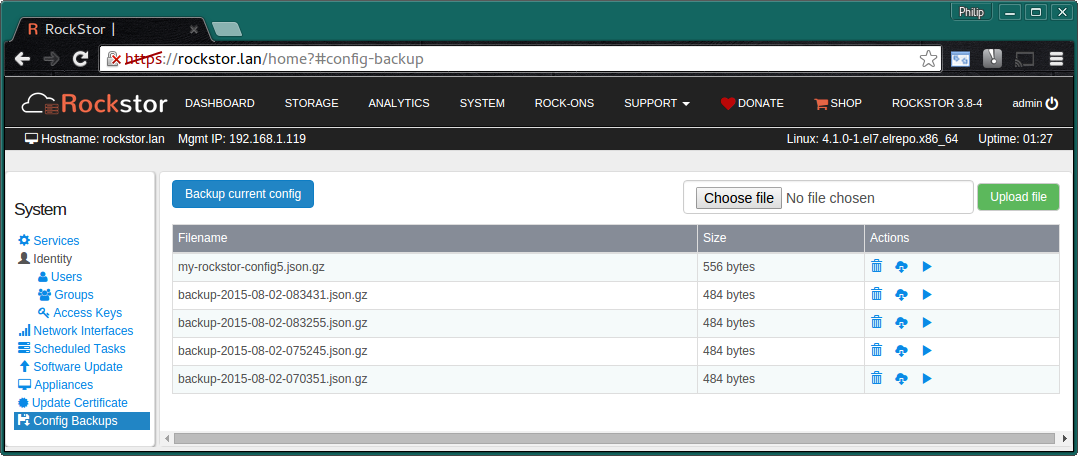 Philip
R RockStor |
https://rockstor.lan/home?#config-backup
Rockstor DASHBOARD STORAGE ANALYTICS SYSTEM ROCK-ONS SUPPORT DONATE SHOP ROCKSTOR 3.8-4 admin
Hostname: rockstor.lan Mgmt IP: 192.168.1.119 Linux: 4.1.0-1.el7.elrepo.x86_64 Uptime: 01:27
System
Services
Identity
Users
Groups
Access Keys
Network Interfaces
Scheduled Tasks
Software Update
Appliances
Update Certificate
Config Backups
Backup current config Choose file No file chosen Upload file
Filename Size Actions
my-rockstor-config5.json.gz 556 bytes
backup-2015-08-02-083431.json.gz 484 bytes
backup-2015-08-02-083255.json.gz 484 bytes
backup-2015-08-02-075245.json.gz 484 bytes
backup-2015-08-02-070351.json.gz 484 bytes